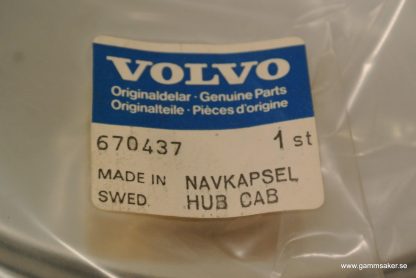 VOLVO
Originaldelar · Genuine Parts
Originalteile · Pièces d'origine
670437 1 st
MADE IN NAVKAPSEL
SWED. HUB CAB
www.gammsaker.se